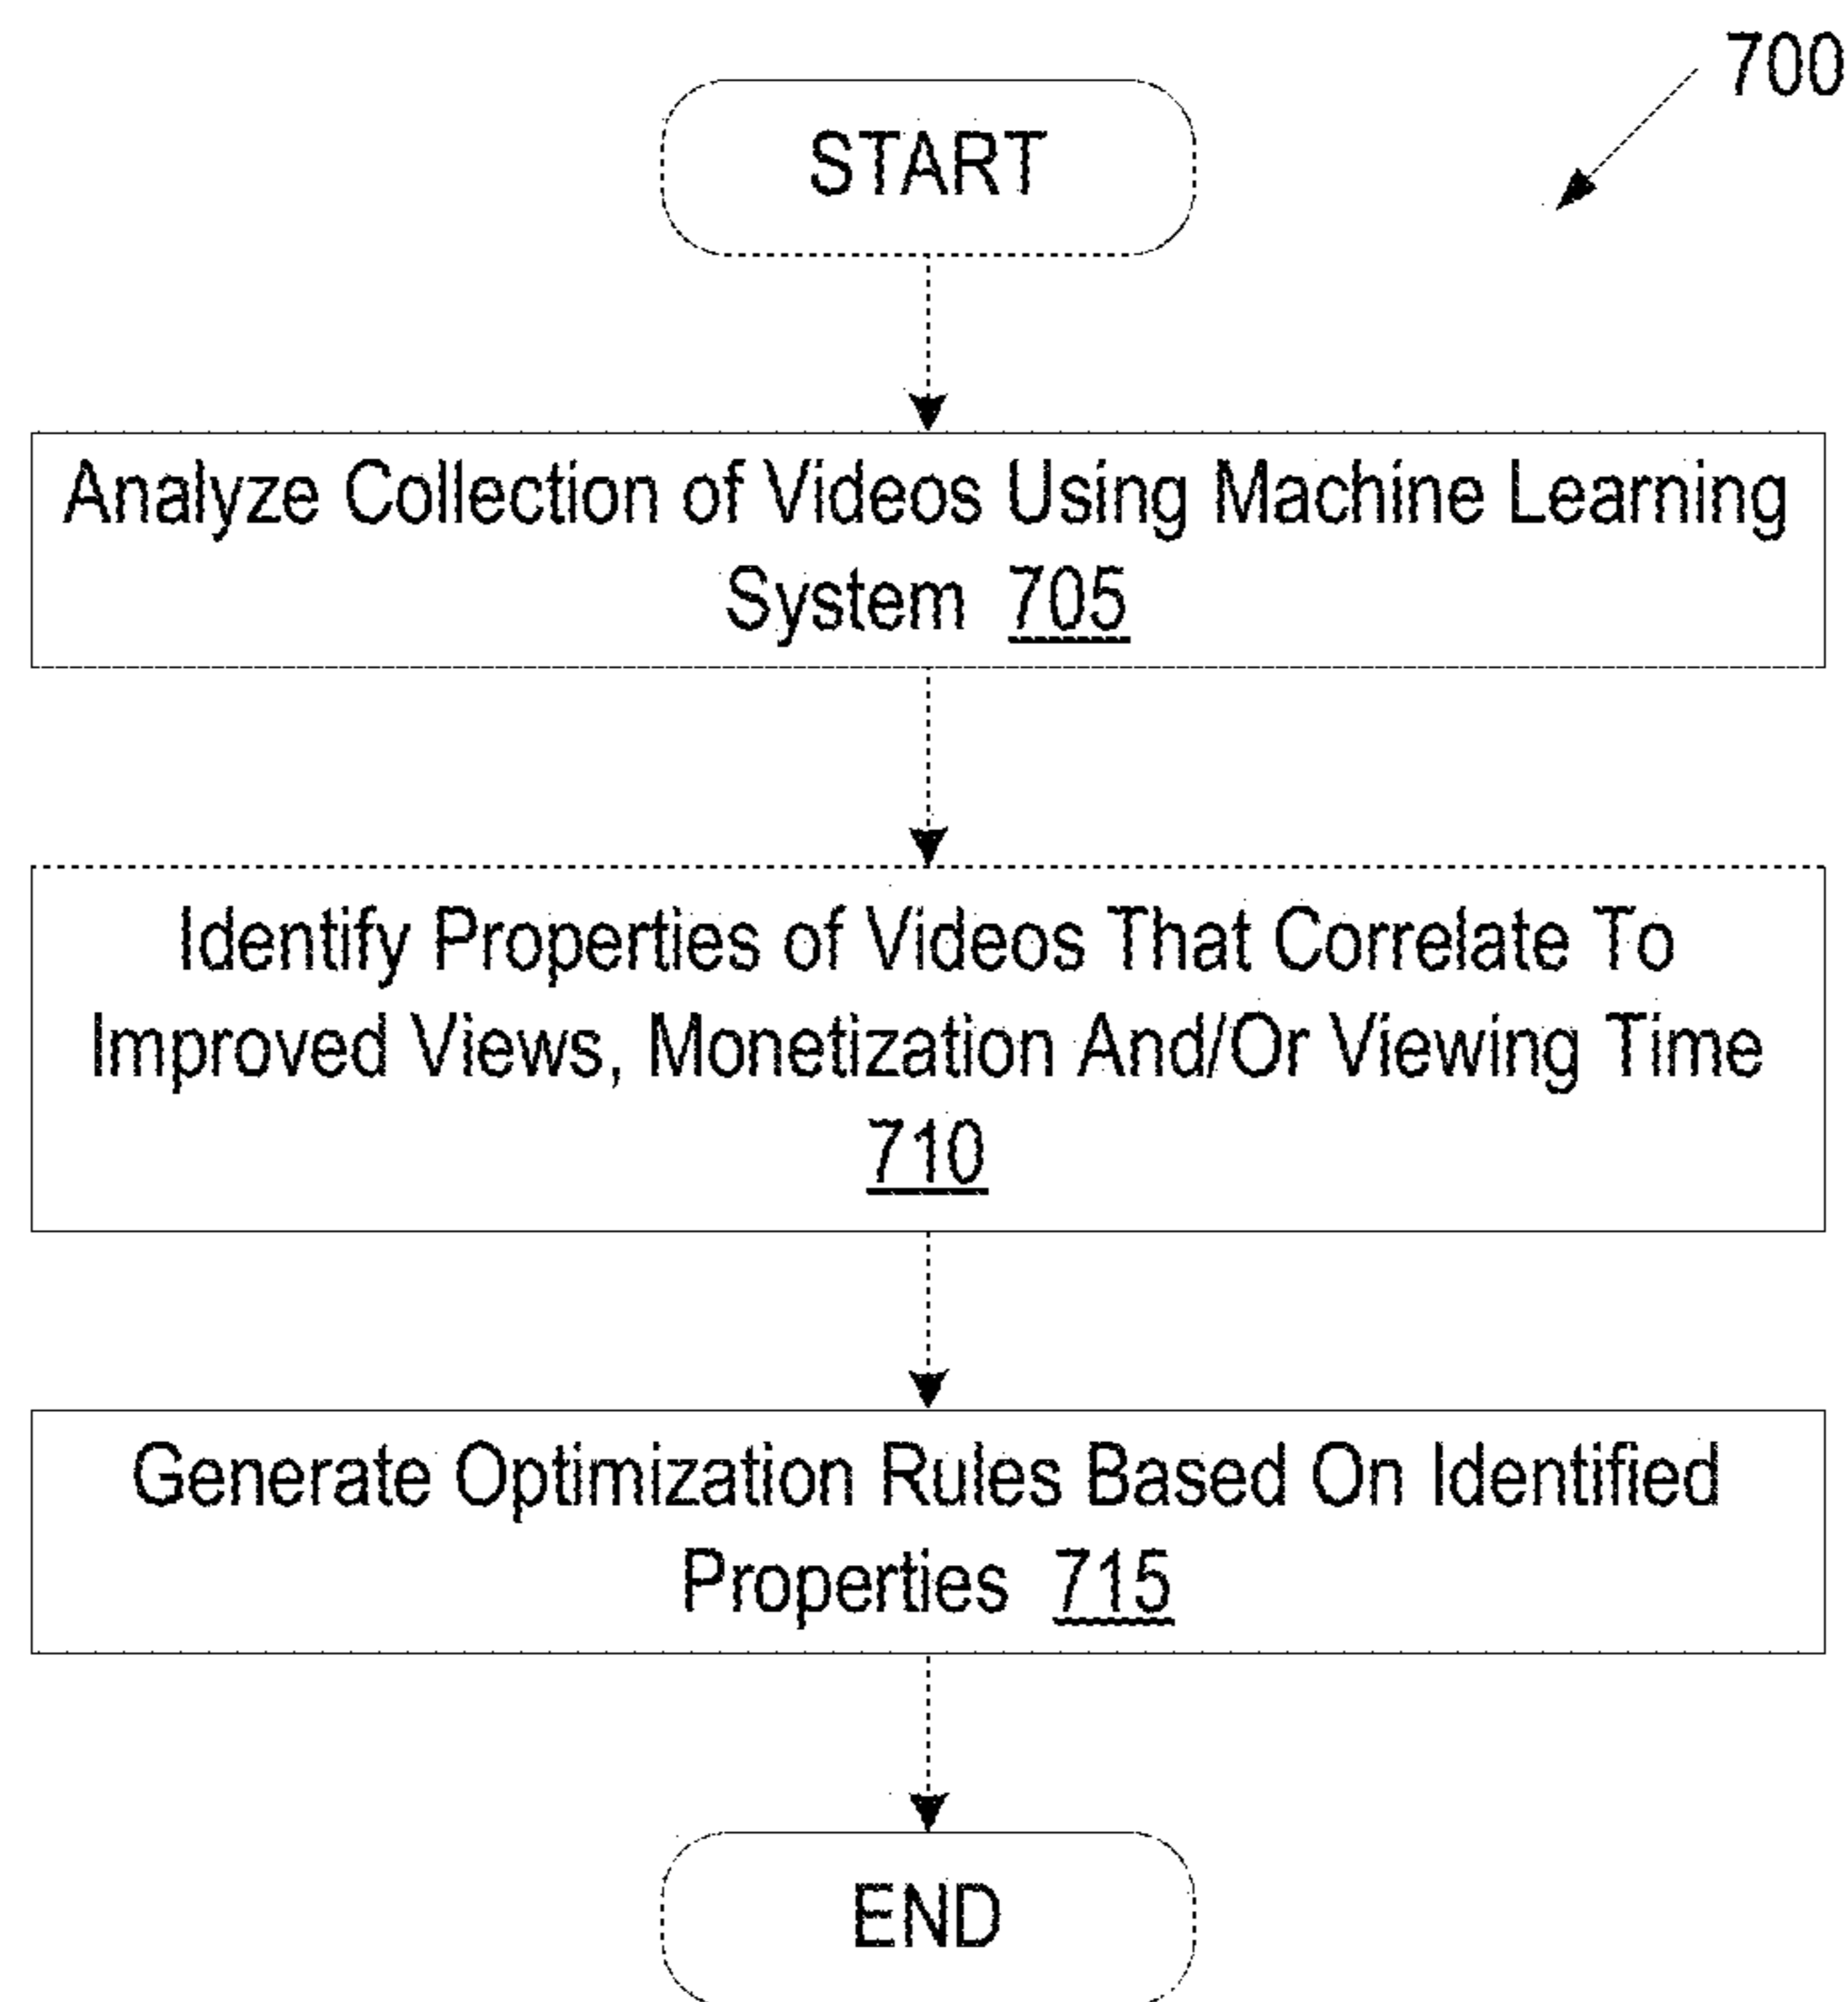 700
START
Analyze Collection of Videos Using Machine Learning
System 705
Identify Properties of Videos That Correlate To
Improved Views, Monetization And/Or Viewing Time
710
Generate Optimization Rules Based On Identified
Properties 715
END